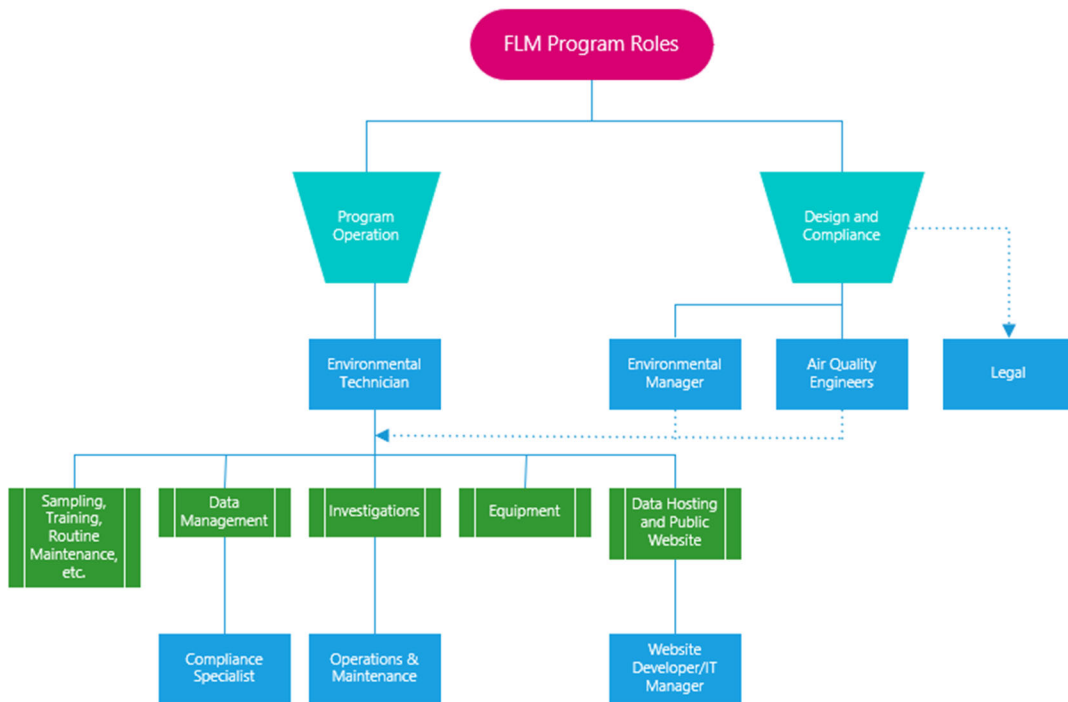 FLM Program Roles
Program
Operation
Design and
Compliance
Environmental
Technician
Environmental
Manager
Air Quality
Engineers
Legal
Sampling,
Training,
Routine
Maintenance,
etc.
Data
Management
Investigations
Equipment
Data Hosting
and Public
Website
Compliance
Specialist
Operations &
Maintenance
Website
Developer/IT
Manager